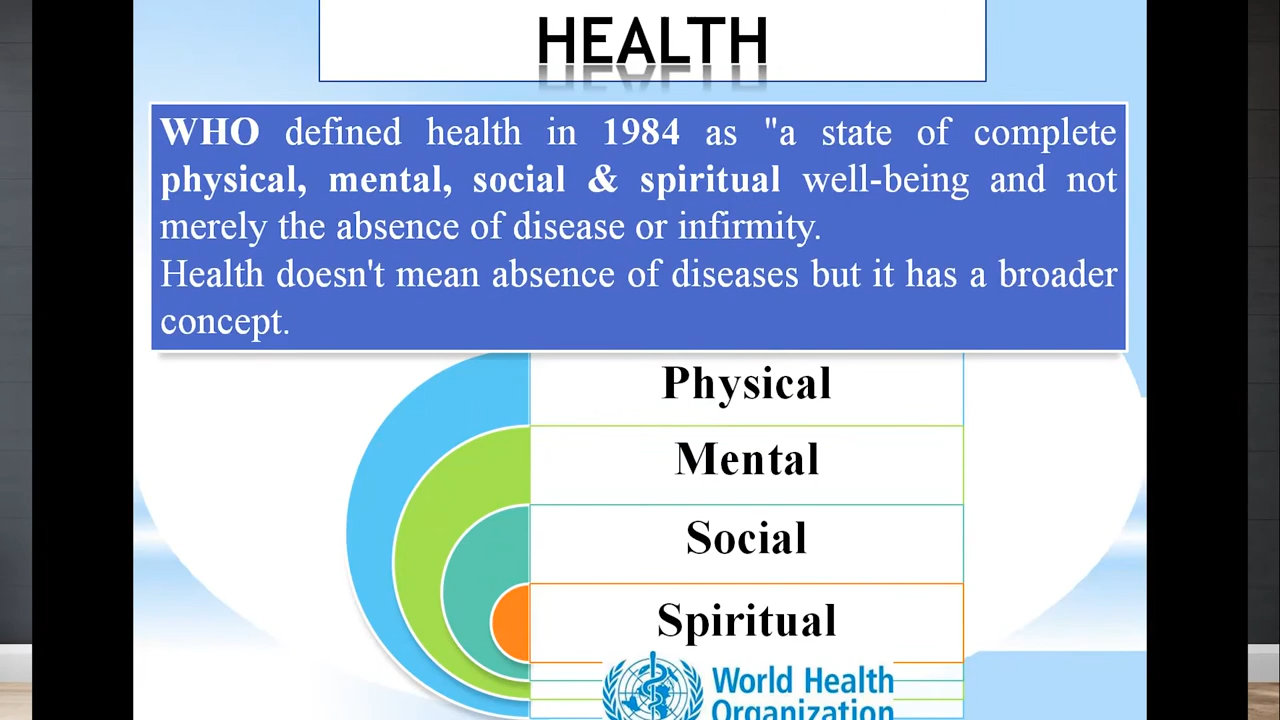 HEALTH
WHO defined health in 1984 as "a state of complete
physical, mental, social & spiritual well-being and not
merely the absence of disease or infirmity.
Health doesn't mean absence of diseases but it has a broader
concept.
Physical
Mental
Social
Spiritual
World Health
Organization